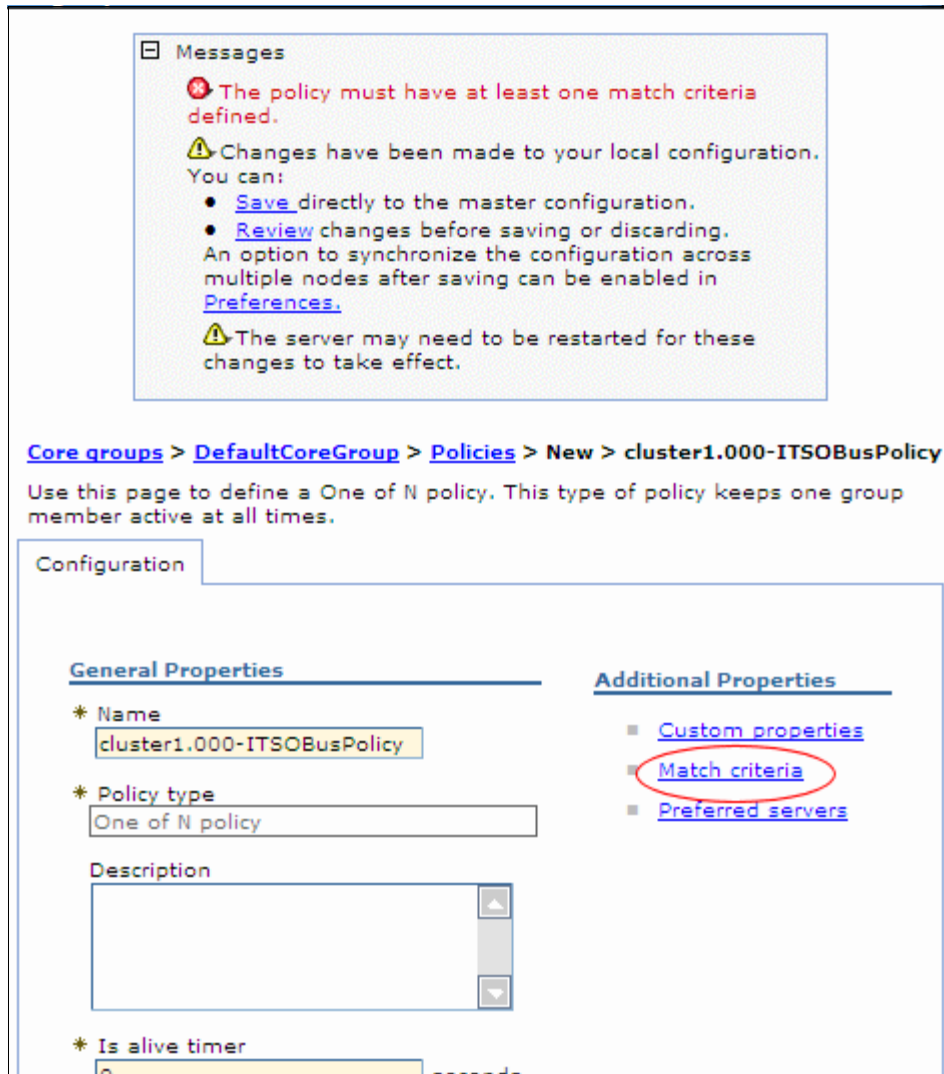 Messages
The policy must have at least one match criteria
defined.
Changes have been made to your local configuration.
You can:
• Save directly to the master configuration.
• Review changes before saving or discarding.
An option to synchronize the configuration across
multiple nodes after saving can be enabled in
Preferences.
The server may need to be restarted for these
changes to take effect.
Core groups > DefaultCoreGroup > Policies > New > cluster1.000-ITSOBusPolicy
Use this page to define a One of N policy. This type of policy keeps one group
member active at all times.
Configuration
General Properties
* Name
cluster1.000-ITSOBusPolicy
* Policy type
One of N policy
Description
* Is alive timer
seconds
Additional Properties
Custom properties
Match criteria
Preferred servers